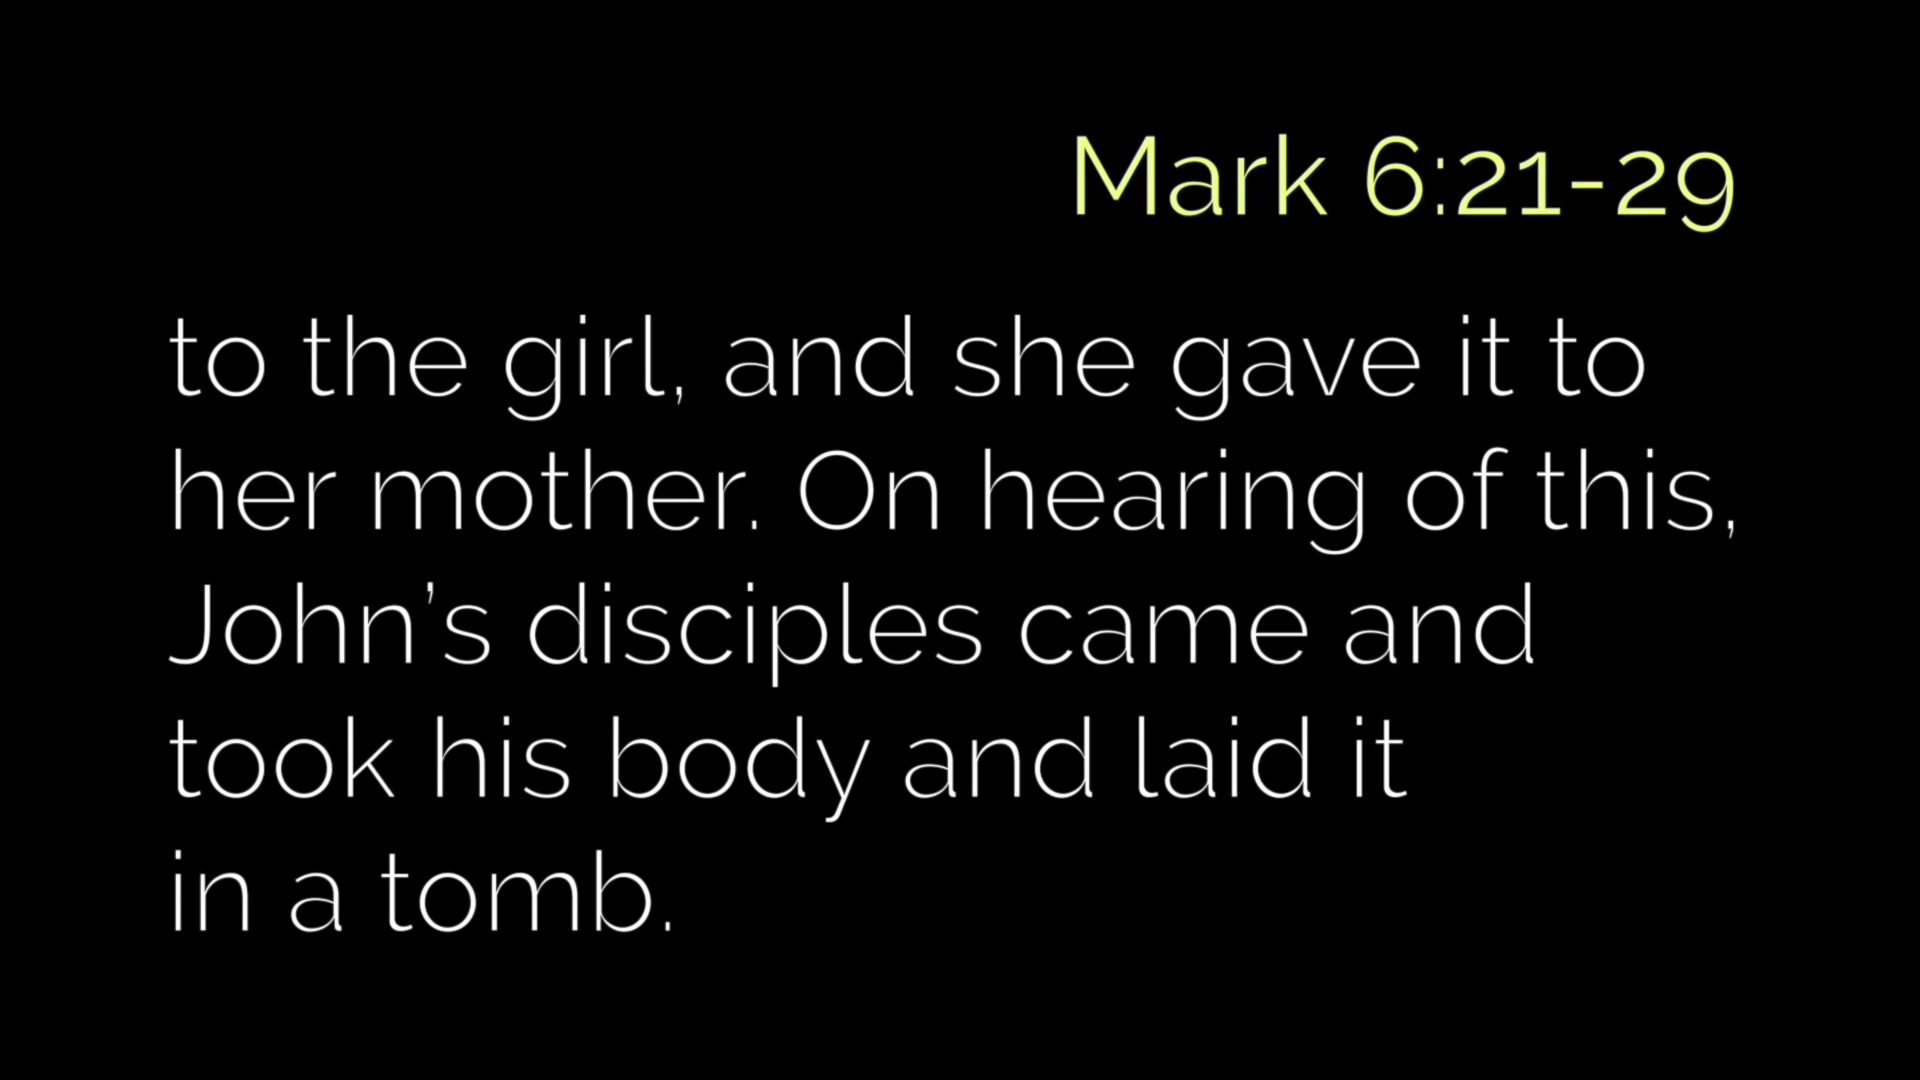 Mark 6:21-29
to the girl, and she gave it to
her mother. On hearing of this,
John’s disciples came and
took his body and laid it
in a tomb.